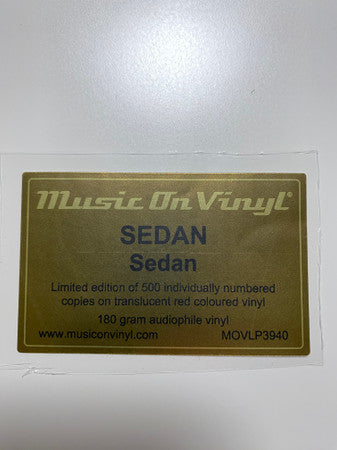 Music On Vinyl®
SEDAN
Sedan
Limited edition of 500 individually numbered
copies on translucent red coloured vinyl
180 gram audiophile vinyl
www.musiconvinyl.com MOVLP3940